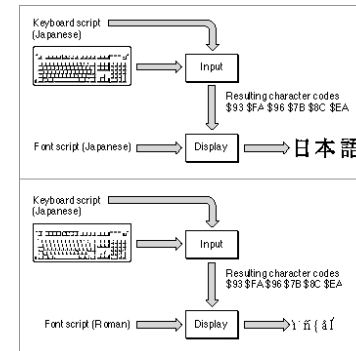 Keyboard script
(Japanese)
Input
Resulting character codes
$93 $FA $96 $7B $8C $EA
Font script (Japanese)
Display
日本語
Keyboard script
(Japanese)
Input
Resulting character codes
$93 $FA $96 $7B $8C $EA
Font script (Roman)
Display